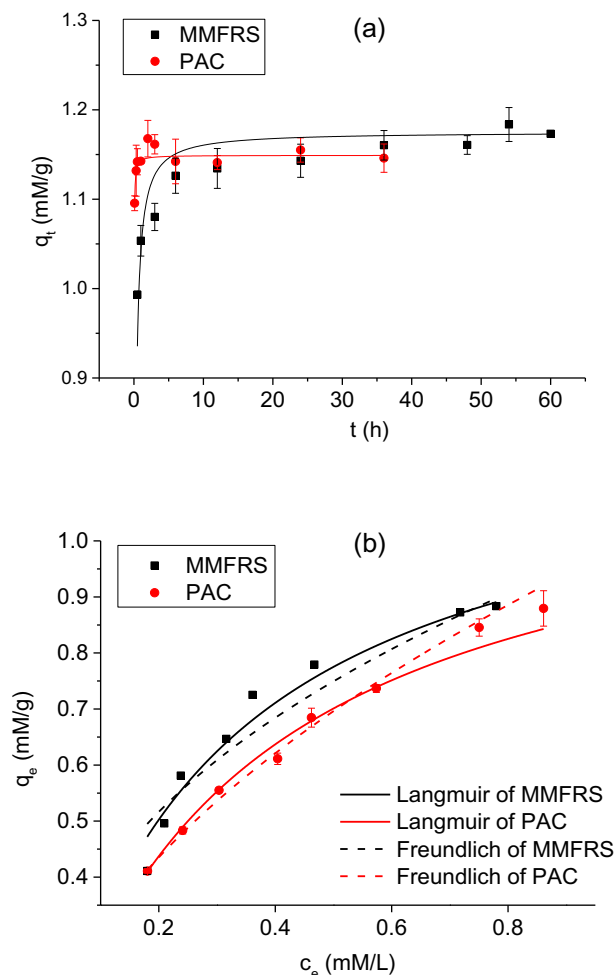 (a)
MMFRS
PAC
1.3
1.2
1.1
1.0
0.9
q_t (mM/g)
0 10 20 30 40 50 60
t (h)
(b)
MMFRS
PAC
1.0
0.9
0.8
0.7
0.6
0.5
0.4
q_e (mM/g)
Langmuir of MMFRS
Langmuir of PAC
Freundlich of MMFRS
Freundlich of PAC
0.2 0.4 0.6 0.8
c_e (mM/L)